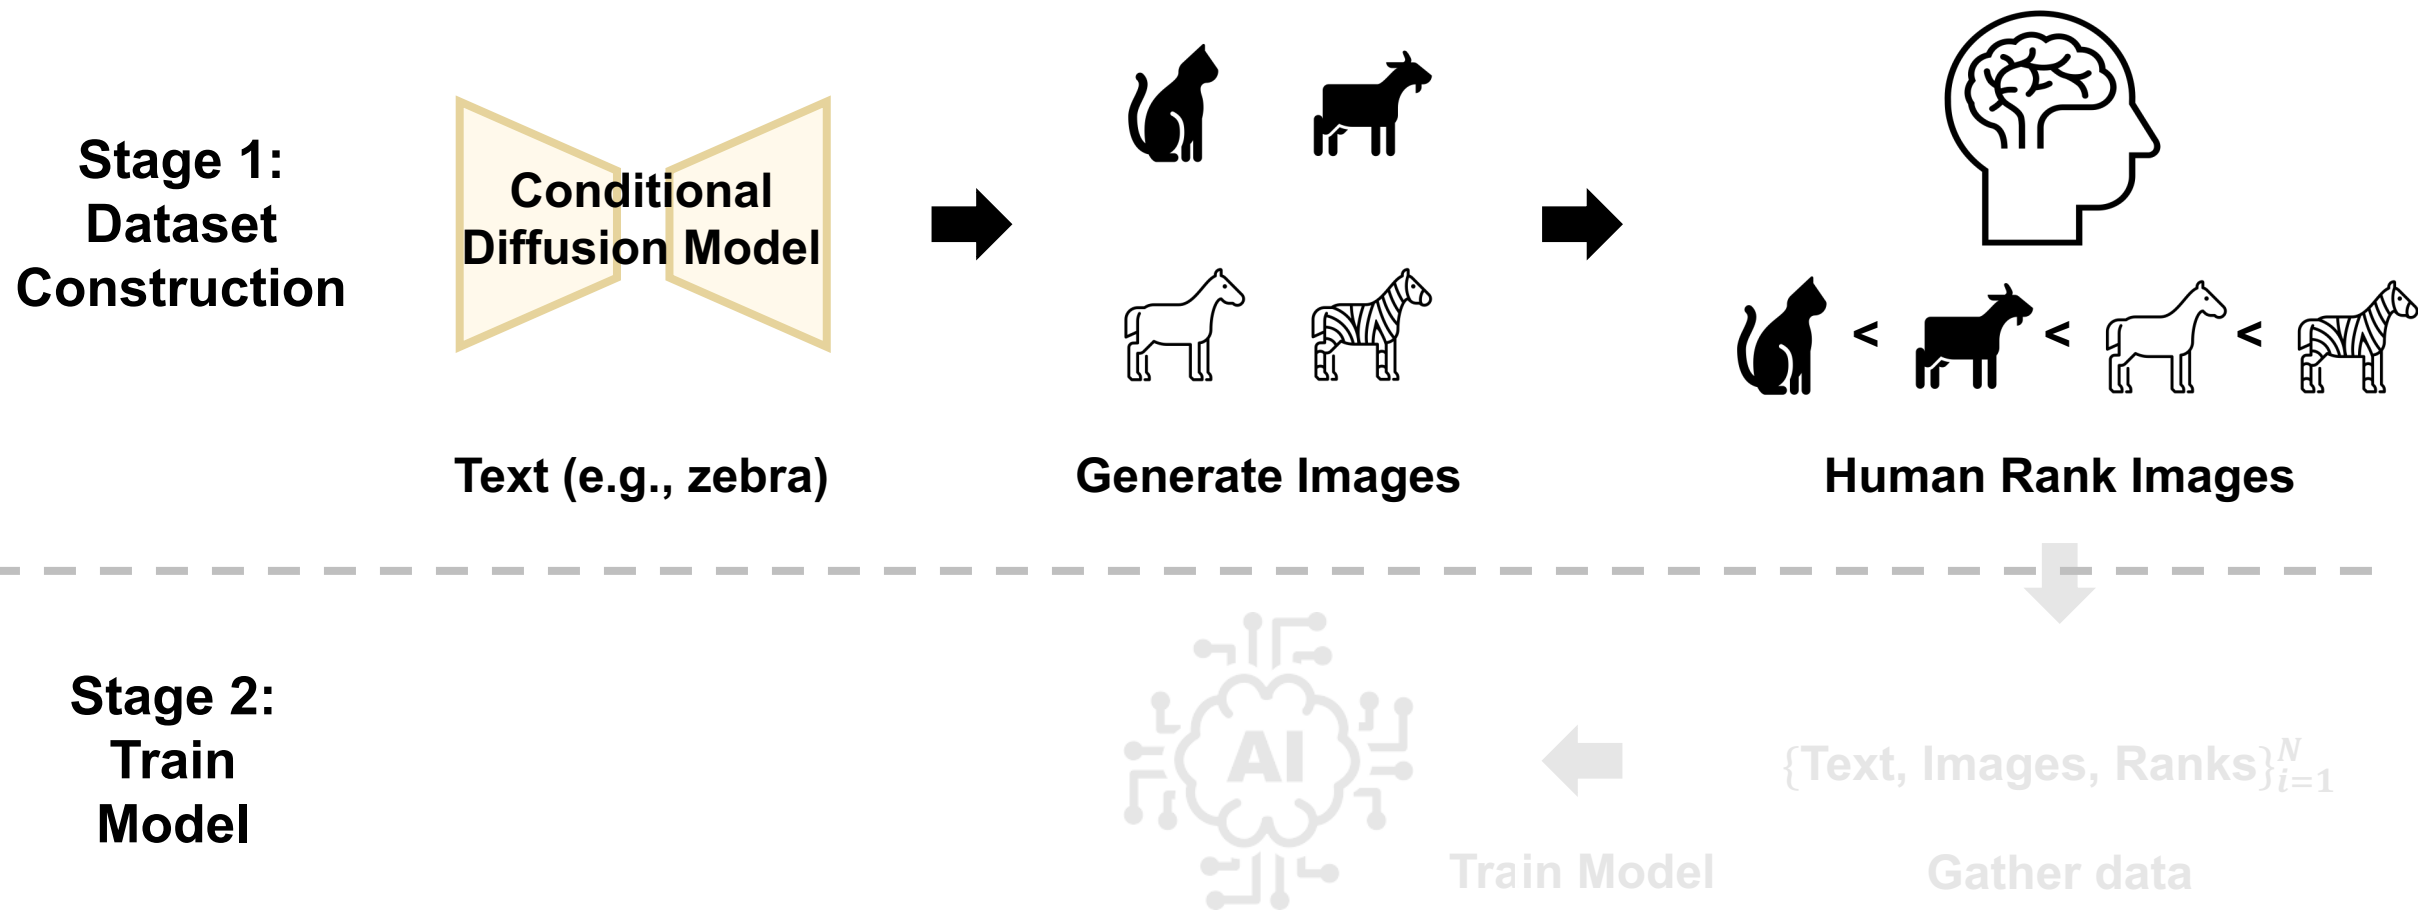 Stage 1:
Dataset
Construction
Conditional
Diffusion Model
Text (e.g., zebra)
Generate Images
< < <
Human Rank Images
Stage 2:
Train
Model
AI
Train Model
{Text, Images, Ranks}_{i=1}^{N}
Gather data